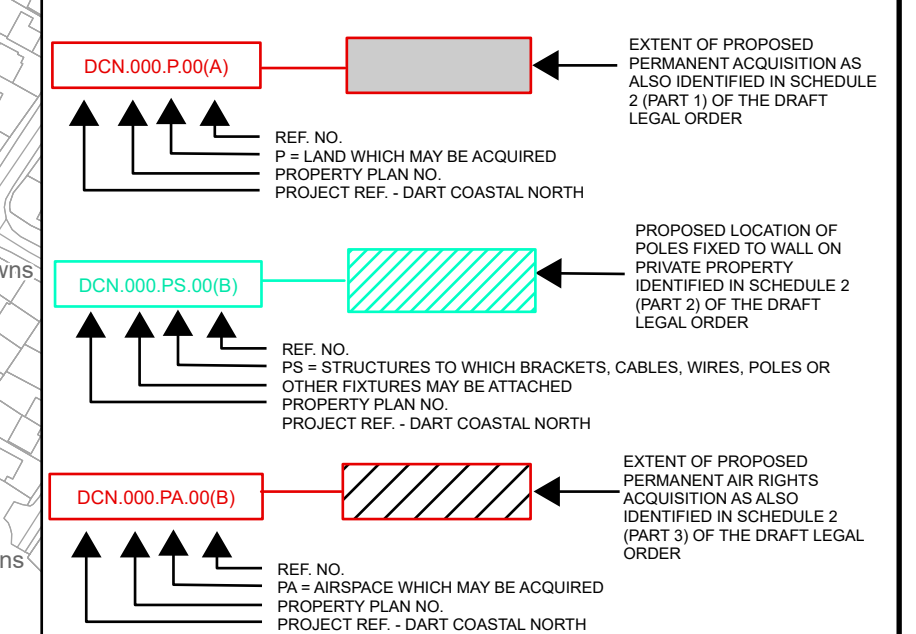 DCN.000.P.00(A)
EXTENT OF PROPOSED
PERMANENT ACQUISITION AS
ALSO IDENTIFIED IN SCHEDULE
2 (PART 1) OF THE DRAFT
LEGAL ORDER
REF. NO.
P = LAND WHICH MAY BE ACQUIRED
PROPERTY PLAN NO.
PROJECT REF. - DART COASTAL NORTH
DCN.000.PS.00(B)
PROPOSED LOCATION OF
POLES FIXED TO WALL ON
PRIVATE PROPERTY
IDENTIFIED IN SCHEDULE 2
(PART 2) OF THE DRAFT
LEGAL ORDER
REF. NO.
PS = STRUCTURES TO WHICH BRACKETS, CABLES, WIRES, POLES OR
OTHER FIXTURES MAY BE ATTACHED
PROPERTY PLAN NO.
PROJECT REF. - DART COASTAL NORTH
DCN.000.PA.00(B)
EXTENT OF PROPOSED
PERMANENT AIR RIGHTS
ACQUISITION AS ALSO
IDENTIFIED IN SCHEDULE 2
(PART 3) OF THE DRAFT LEGAL
ORDER
REF. NO.
PA = AIRSPACE WHICH MAY BE ACQUIRED
PROPERTY PLAN NO.
PROJECT REF. - DART COASTAL NORTH